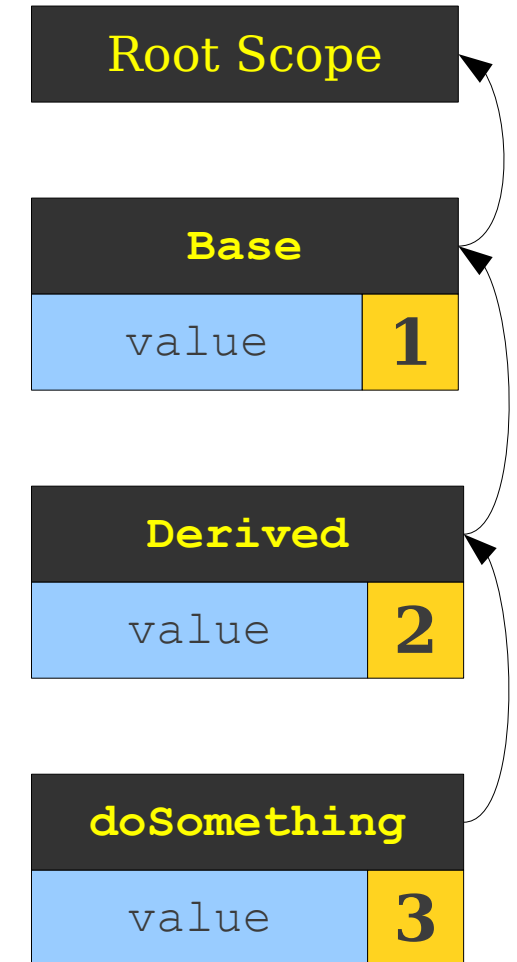 Root Scope
Base
value 1
Derived
value 2
doSomething
value 3